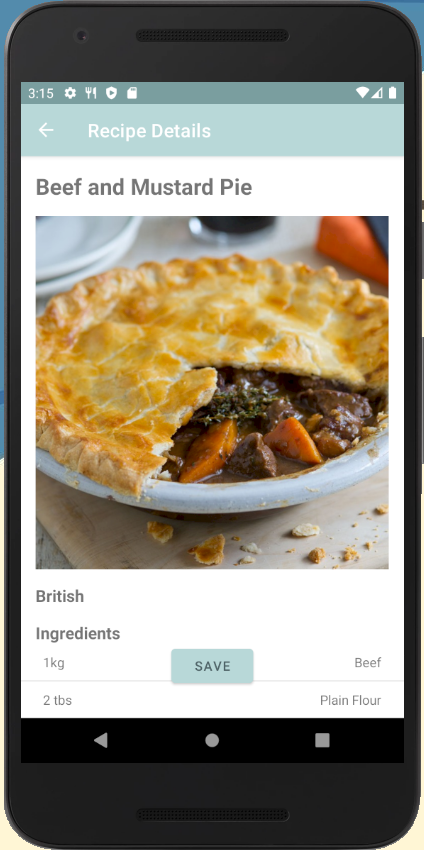 3:15
Recipe Details
Beef and Mustard Pie
British
Ingredients
1kg Beef
SAVE
2 tbs Plain Flour